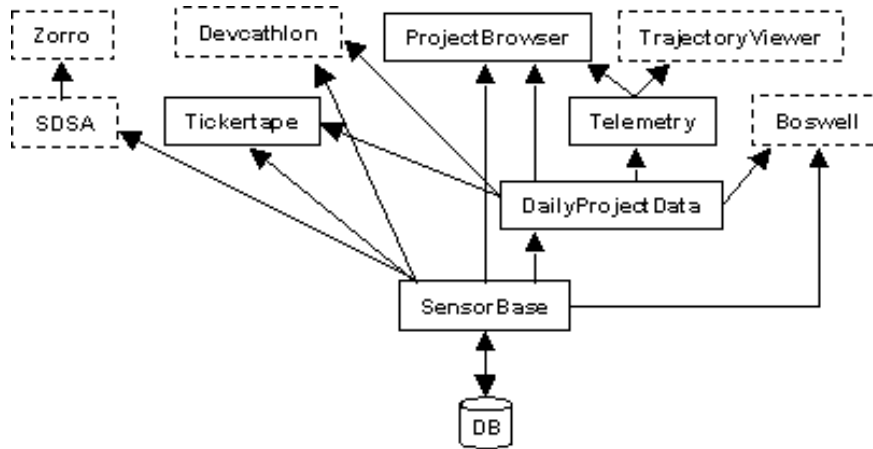 Zorro
Devcathlon
ProjectBrowser
TrajectoryViewer
SDSA
Tickertape
Telemetry
Boswell
DailyProjectData
SensorBase
DB